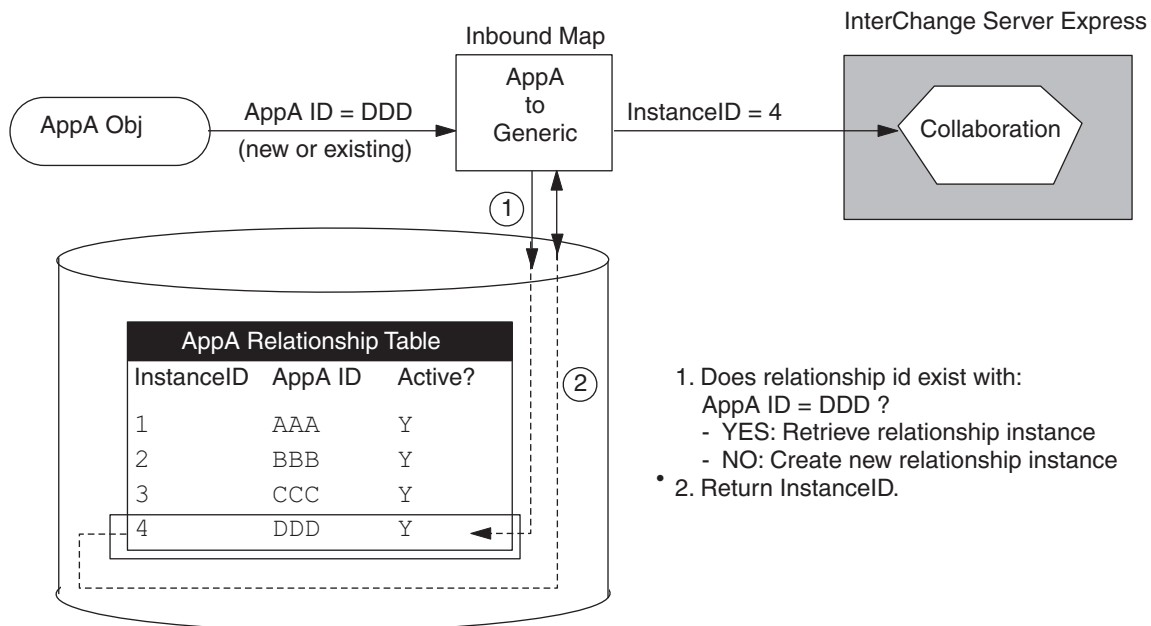 InterChange Server Express
Inbound Map
AppA
to
Generic
AppA Obj
AppA ID = DDD
(new or existing)
InstanceID = 4
Collaboration
1
AppA Relationship Table
InstanceID AppA ID Active?
1 AAA Y
2 BBB Y
3 CCC Y
4 DDD Y
2
1. Does relationship id exist with:
AppA ID = DDD ?
- YES: Retrieve relationship instance
- NO: Create new relationship instance
• 2. Return InstanceID.